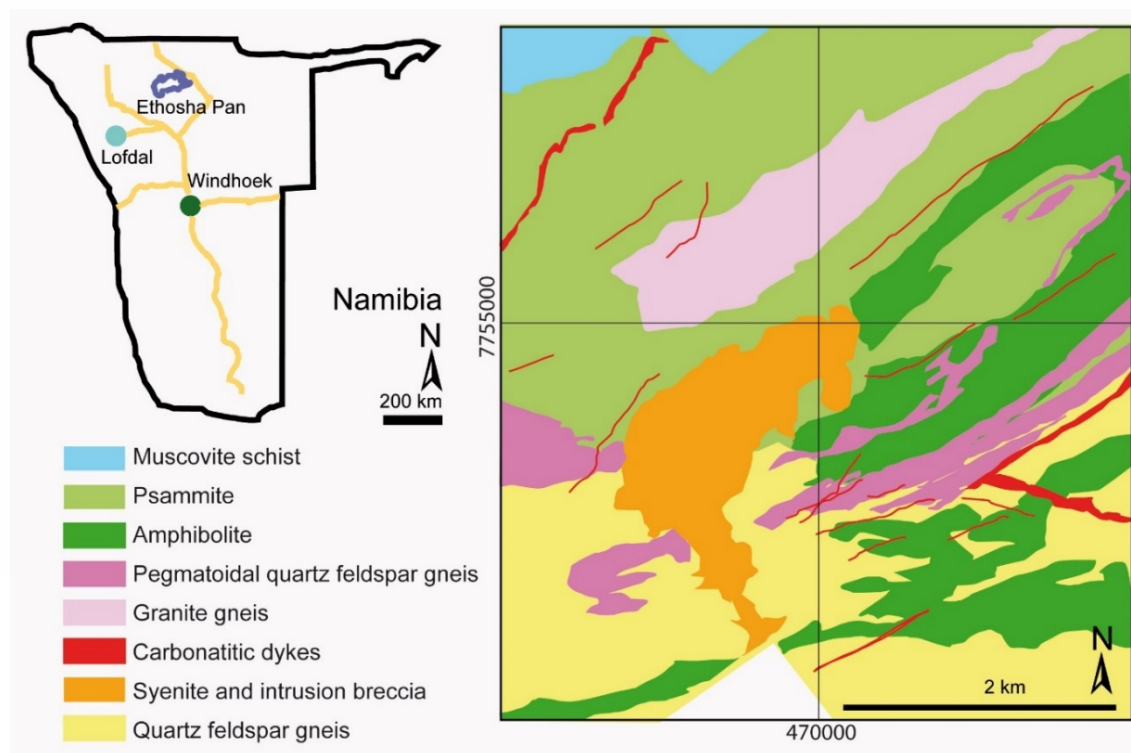 Ethosha Pan
Lofdal
Windhoek
Namibia
N
200 km
Muscovite schist
Psammite
Amphibolite
Pegmatoidal quartz feldspar gneis
Granite gneis
Carbonatitic dykes
Syenite and intrusion breccia
Quartz feldspar gneis
7755000
N
2 km
470000